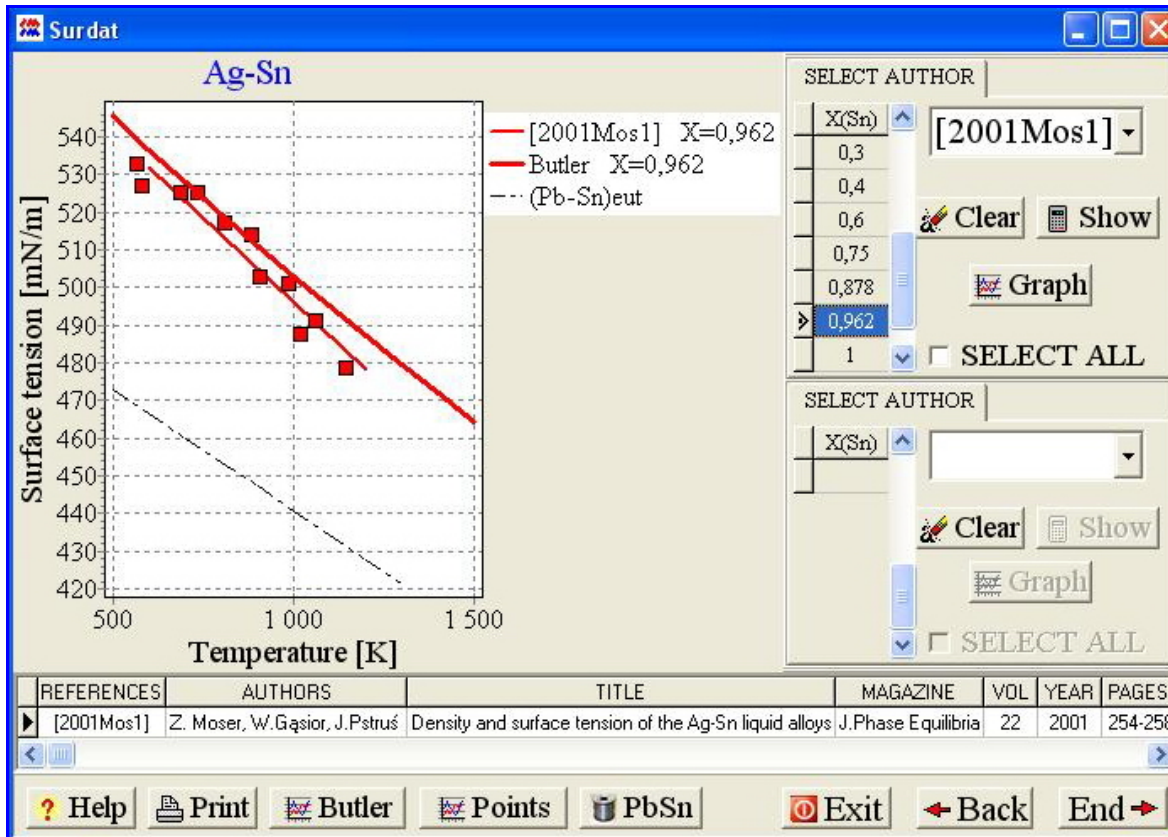 Surdat
Ag-Sn
540
530
520
510
500
490
480
470
460
450
440
430
420
500
1 000
1 500
Surface tension [mN/m]
Temperature [K]
[2001Mos1] X=0,962
Butler X=0,962
(Pb-Sn)eut
SELECT AUTHOR
X(Sn)
0,3
0,4
0,6
0,75
0,878
0,962
1
[2001Mos1]
Clear
Show
Graph
SELECT ALL
SELECT AUTHOR
X(Sn)
Clear
Show
Graph
SELECT ALL
REFERENCES AUTHORS TITLE MAGAZINE VOL YEAR PAGES
[2001Mos1] Z. Moser, W.Gąsior, J.Pstruś Density and surface tension of the Ag-Sn liquid alloys J.Phase Equilibria 22 2001 254-258
? Help Print Butler Points PbSn Exit Back End